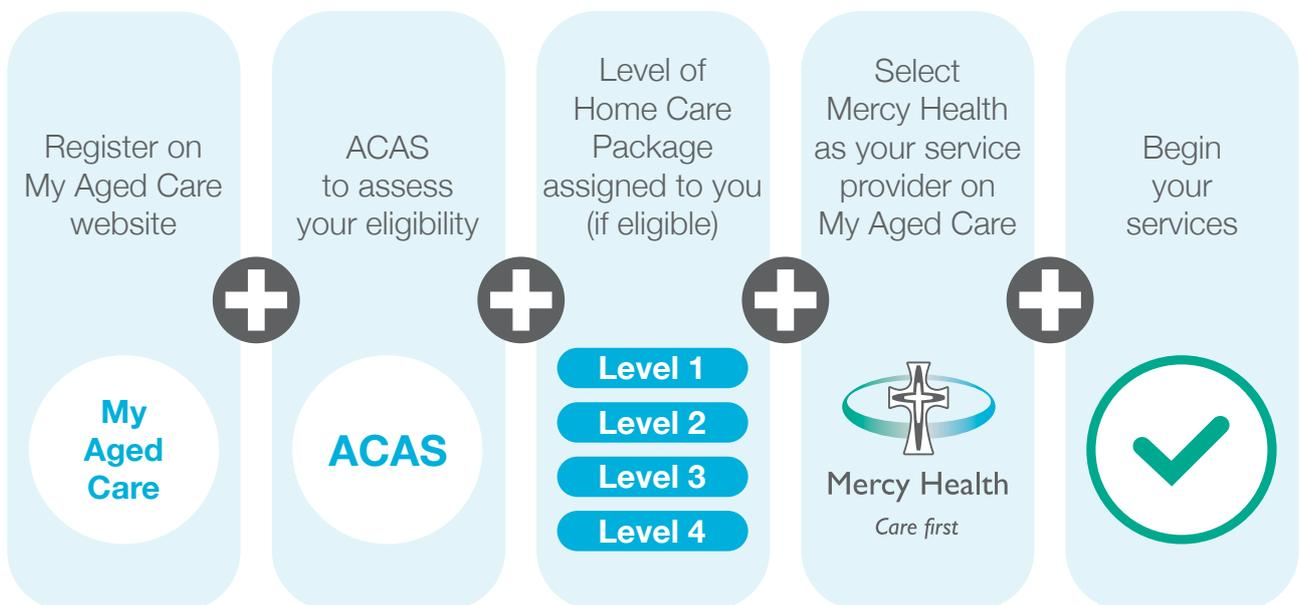 Register on
My Aged Care
website
My
Aged
Care
ACAS
to assess
your eligibility
ACAS
Level of
Home Care
Package
assigned to you
(if eligible)
Level 1
Level 2
Level 3
Level 4
Select
Mercy Health
as your service
provider on
My Aged Care
Mercy Health
Care first
Begin
your
services